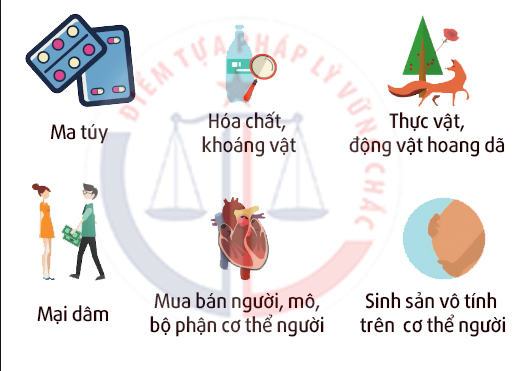 ĐIỂM TỰA PHÁP LÝ VỮNG CHẮC
Ma túy
Hóa chất,
khoáng vật
Thực vật,
động vật hoang dã
Mại dâm
Mua bán người, mô,
bộ phận cơ thể người
Sinh sản vô tính
trên cơ thể người